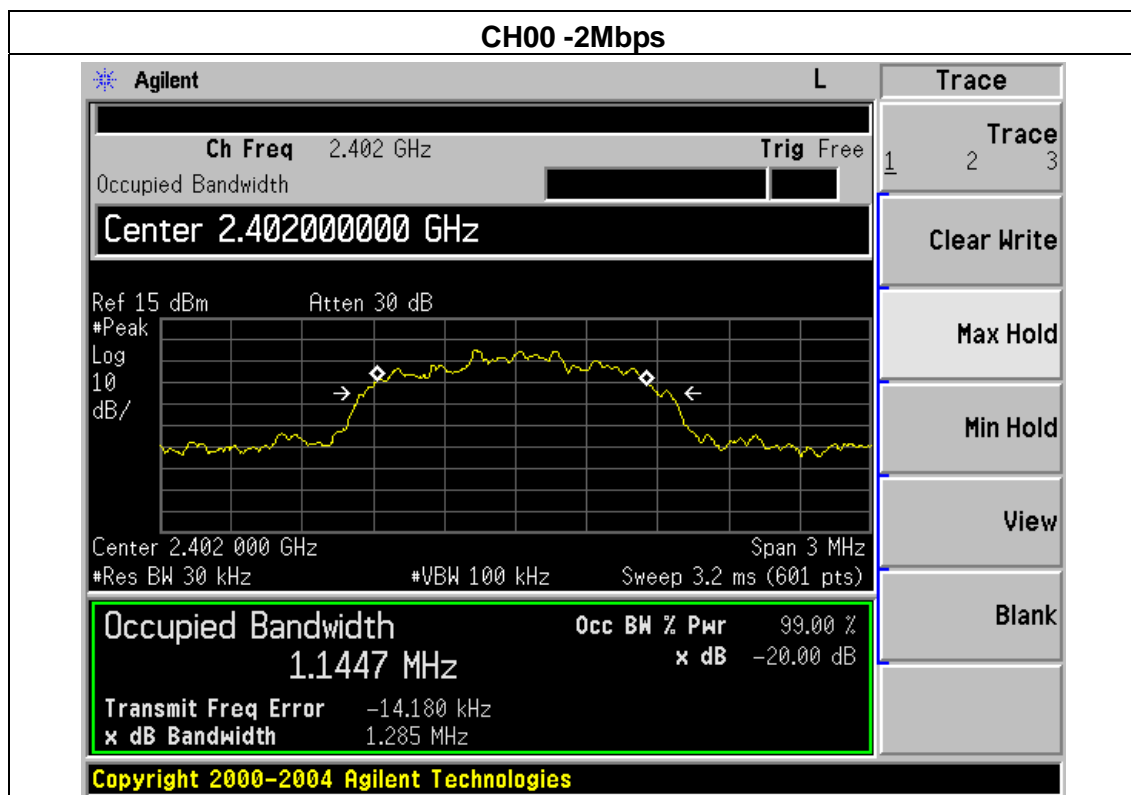 CH00 -2Mbps
Agilent L Trace
Ch Freq 2.402 GHz Trig Free
Trace
1 2 3
Occupied Bandwidth
Center 2.402000000 GHz
Clear Write
Ref 15 dBm Atten 30 dB
#Peak
Log
10
dB/
Max Hold
Min Hold
View
Center 2.402 000 GHz Span 3 MHz
#Res BW 30 kHz #VBW 100 kHz Sweep 3.2 ms (601 pts)
Blank
Occupied Bandwidth Occ BW % Pwr 99.00 %
1.1447 MHz x dB -20.00 dB
Transmit Freq Error -14.180 kHz
x dB Bandwidth 1.285 MHz
Copyright 2000-2004 Agilent Technologies